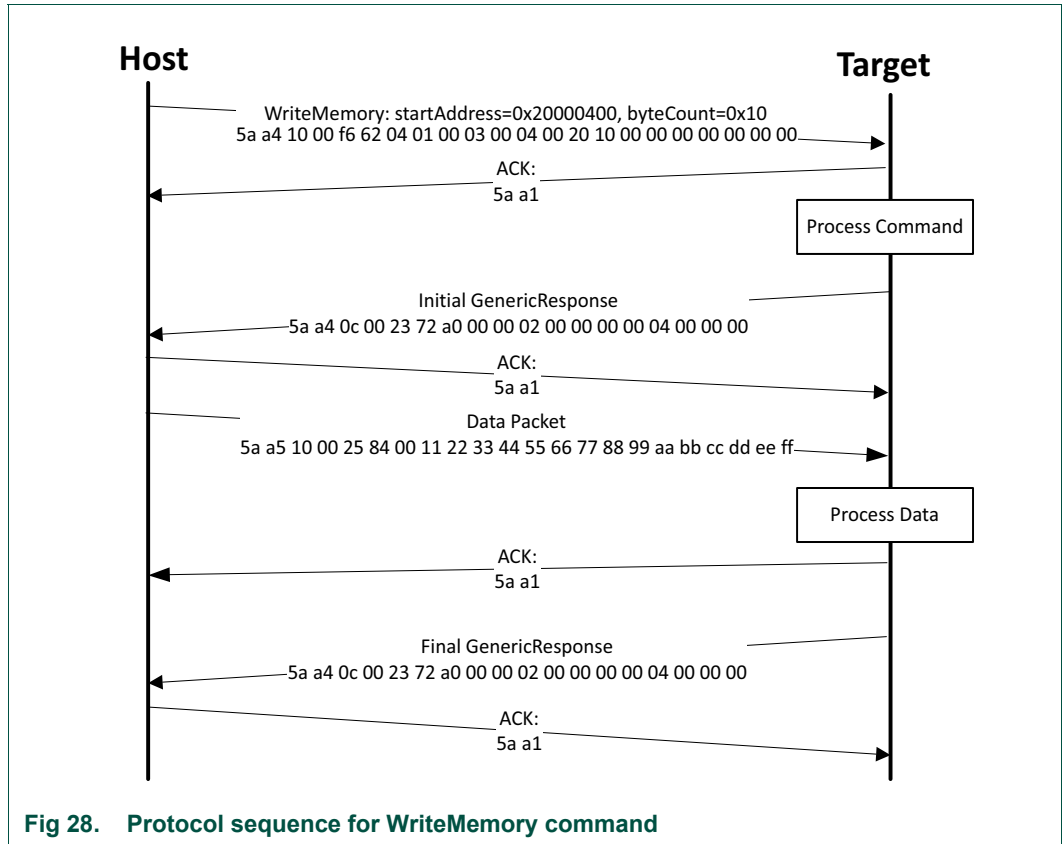 Host
Target
WriteMemory: startAddress=0x20000400, byteCount=0x10
5a a4 10 00 f6 62 04 01 00 03 00 04 00 20 10 00 00 00 00 00 00 00
ACK:
5a a1
Process Command
Initial GenericResponse
5a a4 0c 00 23 72 a0 00 00 02 00 00 00 00 04 00 00 00
ACK:
5a a1
Data Packet
5a a5 10 00 25 84 00 11 22 33 44 55 66 77 88 99 aa bb cc dd ee ff
Process Data
ACK:
5a a1
Final GenericResponse
5a a4 0c 00 23 72 a0 00 00 02 00 00 00 00 04 00 00 00
ACK:
5a a1
Fig 28. Protocol sequence for WriteMemory command